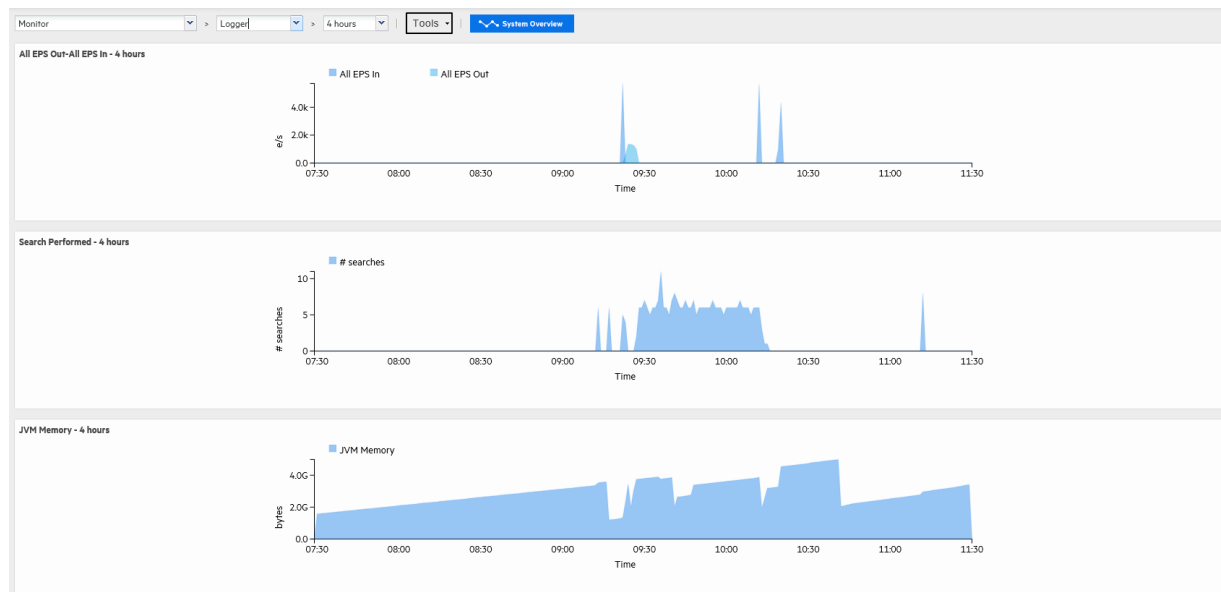 Monitor > Logger > 4 hours | Tools | System Overview
All EPS Out-All EPS In - 4 hours
All EPS In All EPS Out
4.0k
2.0k
0.0
e/s
07:30 08:00 08:30 09:00 09:30 10:00 10:30 11:00 11:30
Time
Search Performed - 4 hours
# searches
10
5
0
# searches
07:30 08:00 08:30 09:00 09:30 10:00 10:30 11:00 11:30
Time
JVM Memory - 4 hours
JVM Memory
4.0G
2.0G
0.0
bytes
07:30 08:00 08:30 09:00 09:30 10:00 10:30 11:00 11:30
Time